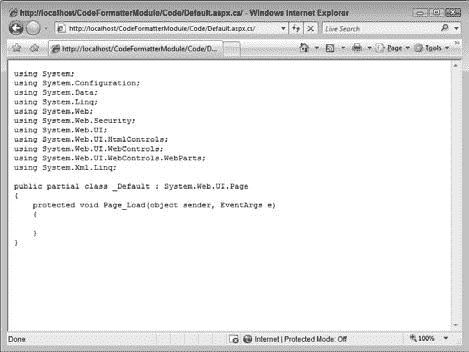 http://localhost/CodeFormatterModule/Code/Default.aspx.cs/ - Windows Internet Explorer
http://localhost/CodeFormatterModule/Code/Default.aspx.cs/
Live Search
http://localhost/CodeFormatterModule/Code/D...
Page
Tools
using System;
using System.Configuration;
using System.Data;
using System.Linq;
using System.Web;
using System.Web.Security;
using System.Web.UI;
using System.Web.UI.HtmlControls;
using System.Web.UI.WebControls;
using System.Web.UI.WebControls.WebParts;
using System.Xml.Linq;
public partial class _Default : System.Web.UI.Page
{
protected void Page_Load(object sender, EventArgs e)
{
}
}
Done
Internet | Protected Mode: Off
100%